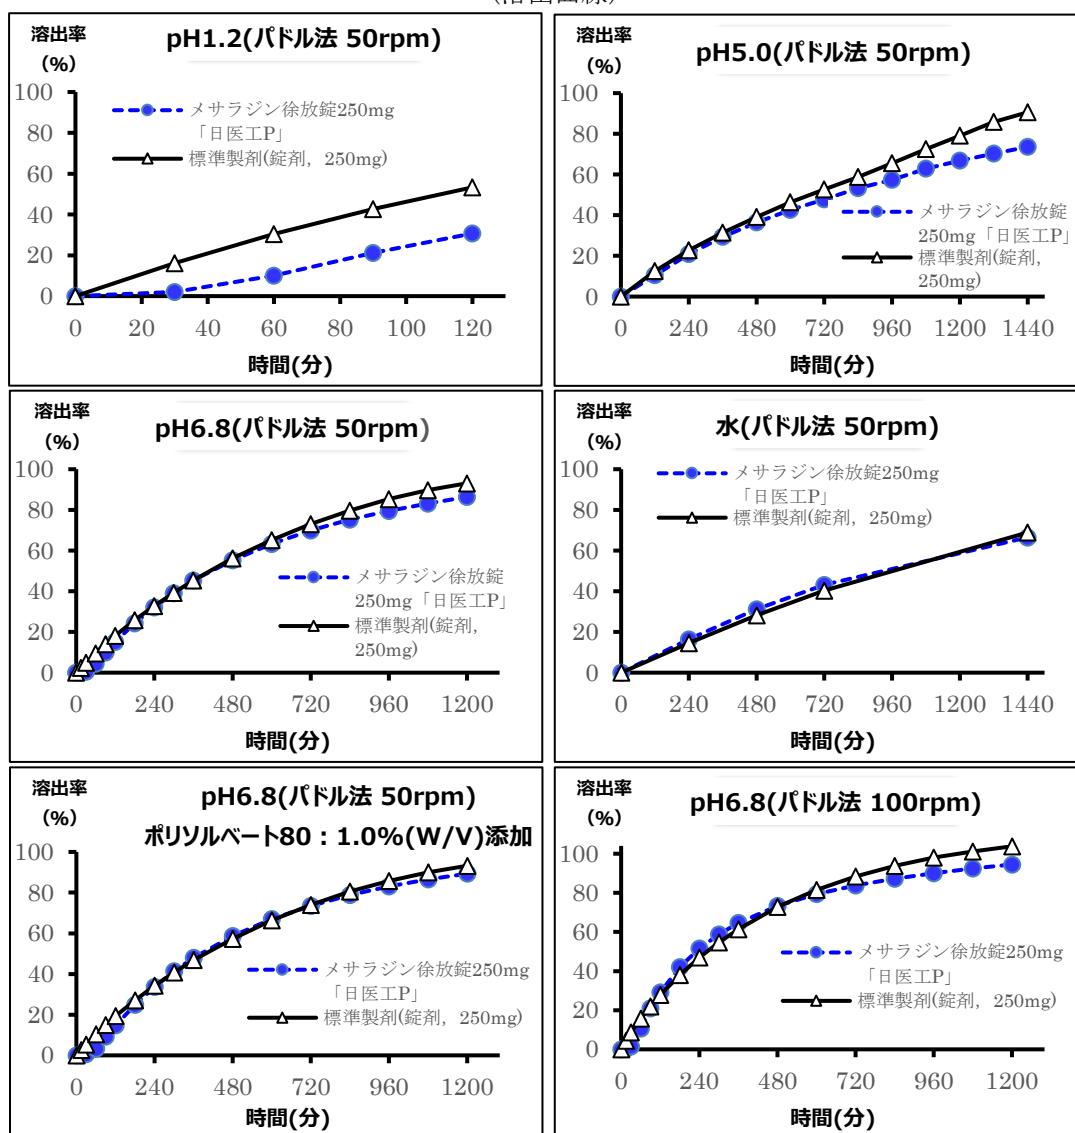 溶出率
(%)
pH1.2(パドル法 50rpm)
100
80
60
40
20
0
メサラジン徐放錠250mg
「日医工P」
標準製剤(錠剤，250mg)
0 20 40 60 80 100 120
時間(分)
溶出率
(%)
pH5.0(パドル法 50rpm)
100
80
60
40
20
0
メサラジン徐放錠
250mg「日医工P」
標準製剤(錠剤，
250mg)
0 240 480 720 960 1200 1440
時間(分)
溶出率
(%)
pH6.8(パドル法 50rpm)
100
80
60
40
20
0
メサラジン徐放錠
250mg「日医工P」
標準製剤(錠剤，
250mg)
0 240 480 720 960 1200
時間(分)
溶出率
(%)
水(パドル法 50rpm)
100
80
60
40
20
0
メサラジン徐放錠250mg
「日医工P」
標準製剤(錠剤，250mg)
0 240 480 720 960 1200 1440
時間(分)
溶出率
(%)
pH6.8(パドル法 50rpm)
ポリソルベート80：1.0%(W/V)添加
100
80
60
40
20
0
メサラジン徐放錠250mg
「日医工P」
標準製剤(錠剤，250mg)
0 240 480 720 960 1200
時間(分)
溶出率
(%)
pH6.8(パドル法 100rpm)
100
80
60
40
20
0
メサラジン徐放錠250mg
「日医工P」
標準製剤(錠剤，250mg)
0 240 480 720 960 1200
時間(分)